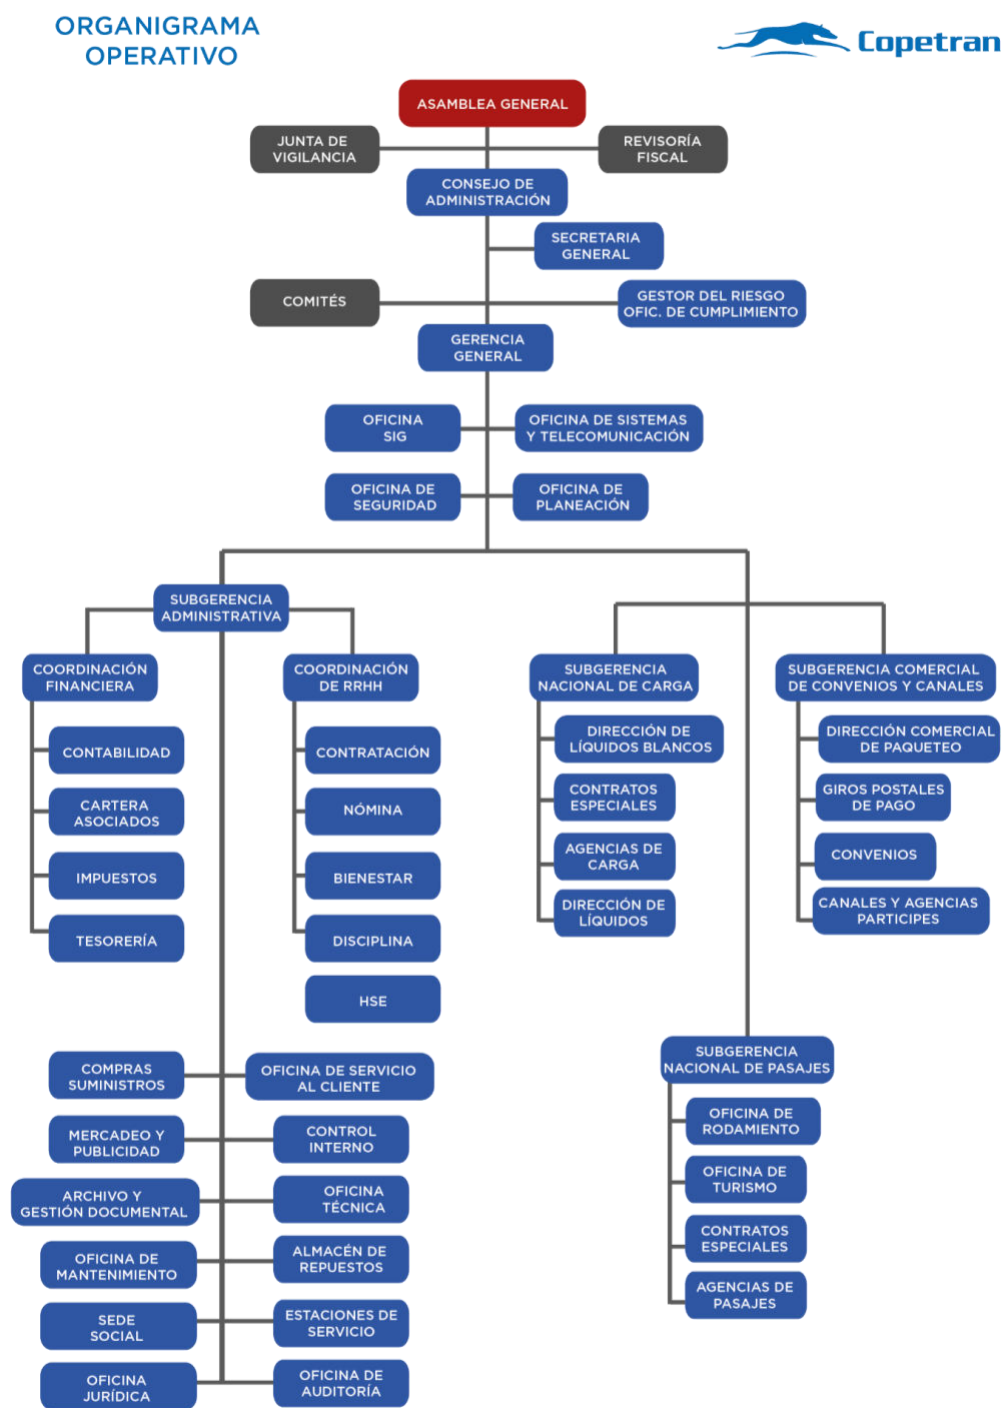 ORGANIGRAMA
OPERATIVO
Copetran
ASAMBLEA GENERAL
JUNTA DE
VIGILANCIA
REVISORÍA
FISCAL
CONSEJO DE
ADMINISTRACIÓN
SECRETARIA
GENERAL
COMITÉS
GESTOR DEL RIESGO
OFIC. DE CUMPLIMIENTO
GERENCIA
GENERAL
OFICINA
SIG
OFICINA DE SISTEMAS
Y TELECOMUNICACIÓN
OFICINA DE
SEGURIDAD
OFICINA DE
PLANEACIÓN
SUBGERENCIA
ADMINISTRATIVA
COORDINACIÓN
FINANCIERA
CONTABILIDAD
CARTERA
ASOCIADOS
IMPUESTOS
TESORERÍA
COORDINACIÓN
DE RRHH
CONTRATACIÓN
NÓMINA
BIENESTAR
DISCIPLINA
HSE
SUBGERENCIA
NACIONAL DE CARGA
DIRECCIÓN DE
LÍQUIDOS BLANCOS
CONTRATOS
ESPECIALES
AGENCIAS DE
CARGA
DIRECCIÓN DE
LÍQUIDOS
SUBGERENCIA COMERCIAL
DE CONVENIOS Y CANALES
DIRECCIÓN COMERCIAL
DE PAQUETEO
GIROS POSTALES
DE PAGO
CONVENIOS
CANALES Y AGENCIAS
PARTICIPES
COMPRAS
SUMINISTROS
OFICINA DE SERVICIO
AL CLIENTE
MERCADEO Y
PUBLICIDAD
CONTROL
INTERNO
ARCHIVO Y
GESTIÓN DOCUMENTAL
OFICINA
TÉCNICA
OFICINA DE
MANTENIMIENTO
ALMACÉN DE
REPUESTOS
SEDE
SOCIAL
ESTACIONES DE
SERVICIO
OFICINA
JURÍDICA
OFICINA DE
AUDITORÍA
SUBGERENCIA
NACIONAL DE PASAJES
OFICINA DE
RODAMIENTO
OFICINA DE
TURISMO
CONTRATOS
ESPECIALES
AGENCIAS DE
PASAJES